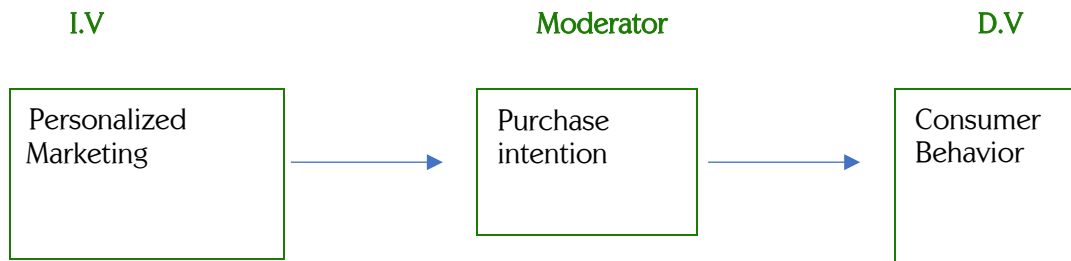 I.V
Moderator
D.V
Personalized
Marketing
Purchase
intention
Consumer
Behavior